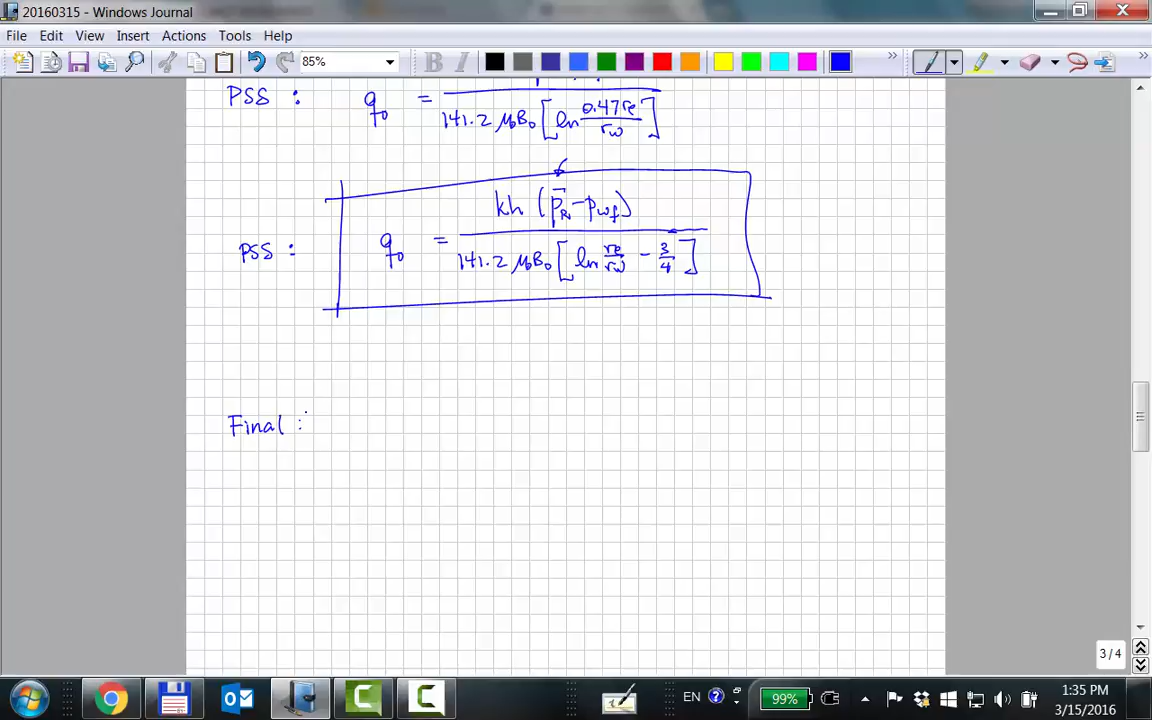 20160315 - Windows Journal
File Edit View Insert Actions Tools Help
85%
B I
PSS : qo = 141.2 μoBo [ln 0.47re/rw]
kh (p̄R - pwf)
PSS : qo = 141.2 μoBo [ln re/rw - 3/4]
Final :
3 / 4
EN 99% 1:35 PM
3/15/2016